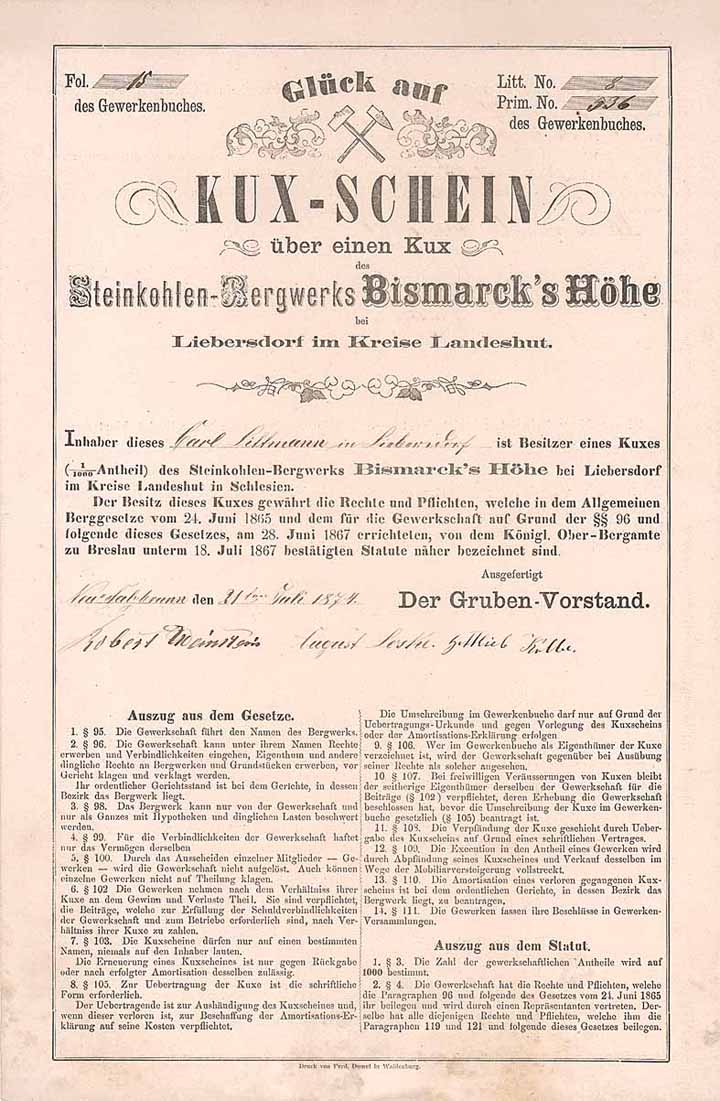 Fol. 15
des Gewerkenbuches.
Glück auf
Litt. No. 8
Prim. No. 936
des Gewerkenbuches.
KUX-SCHEIN
über einen Kux
des
Steinkohlen-Bergwerks Bismarck's Höhe
bei
Liebersdorf im Kreise Landeshut.
Inhaber dieses Carl in Liebersdorf ist Besitzer eines Kuxes
(1/1000 Antheil) des Steinkohlen-Bergwerks Bismarck's Höhe bei Liebersdorf
im Kreise Landeshut in Schlesien.
Der Besitz dieses Kuxes gewährt die Rechte und Pflichten, welche in dem Allgemeinen
Berggesetze vom 24. Juni 1865 und dem für die Gewerkschaft auf Grund der §§ 96 und
folgende dieses Gesetzes, am 28. Juni 1867 errichteten, von dem Königl. Ober-Bergamte
zu Breslau unterm 18. Juli 1867 bestätigten Statute näher bezeichnet sind.
Ausgefertigt
Neu Salzbrunn den 21ten Juli 1874.
Der Gruben-Vorstand.
Robert August Gottlieb
Auszug aus dem Gesetze.
1. § 95. Die Gewerkschaft führt den Namen des Bergwerks.
2. § 96. Die Gewerkschaft kann unter ihrem Namen Rechte
erwerben und Verbindlichkeiten eingehen, Eigenthum und andere
dingliche Rechte an Bergwerken und Grundstücken erwerben, vor
Gericht klagen und verklagt werden.
Ihr ordentlicher Gerichtsstand ist bei dem Gerichte, in dessen
Bezirk das Bergwerk liegt.
3. § 98. Das Bergwerk kann nur von der Gewerkschaft und
nur als Ganzes mit Hypotheken und dinglichen Lasten beschwert
werden.
4. § 99. Für die Verbindlichkeiten der Gewerkschaft haftet
nur das Vermögen derselben
5. § 100. Durch das Ausscheiden einzelner Mitglieder — Ge-
werken — wird die Gewerkschaft nicht aufgelöst. Auch können
einzelne Gewerken nicht auf Theilung klagen.
6. § 102 Die Gewerken nehmen nach dem Verhältniss ihrer
Kuxe an dem Gewinn und Verluste Theil. Sie sind verpflichtet,
die Beiträge, welche zur Erfüllung der Schuldverbindlichkeiten
der Gewerkschaft und zum Betriebe erforderlich sind, nach Ver-
hältniss ihrer Kuxe zu zahlen.
7. § 103. Die Kuxscheine dürfen nur auf einen bestimmten
Namen, niemals auf den Inhaber lauten.
Die Erneuerung eines Kuxscheines ist nur gegen Rückgabe
oder nach erfolgter Amortisation desselben zulässig.
8. § 105. Zur Uebertragung der Kuxe ist die schriftliche
Form erforderlich.
Der Uebertragende ist zur Aushändigung des Kuxscheines und,
wenn dieser verloren ist, zur Beschaffung der Amortisations-Er-
klärung auf seine Kosten verpflichtet.
Die Umschreibung im Gewerkenbuche darf nur auf Grund der
Uebertragungs-Urkunde und gegen Vorlegung des Kuxscheins
oder der Amortisations-Erklärung erfolgen
9. § 106. Wer im Gewerkenbuche als Eigenthümer der Kuxe
verzeichnet ist, wird der Gewerkschaft gegenüber bei Ausübung
seiner Rechte als solcher angesehen.
10 § 107. Bei freiwilligen Veräusserungen von Kuxen bleibt
der seitherige Eigenthümer derselben der Gewerkschaft für die
Beiträge (§ 102) verpflichtet, deren Erhebung die Gewerkschaft
beschlossen hat, bevor die Umschreibung der Kuxe im Gewerken-
buche gesetzlich (§ 105) beantragt ist.
11. § 108. Die Verpfändung der Kuxe geschieht durch Ueber-
gabe des Kuxscheins auf Grund eines schriftlichen Vertrages.
12. § 109. Die Execution in den Antheil eines Gewerken wird
durch Abpfändung seines Kuxscheines und Verkauf desselben im
Wege der Mobiliarversteigerung vollstreckt.
13. § 110. Die Amortisation eines verloren gegangenen Kux-
scheins ist bei dem ordentlichen Gerichte, in dessen Bezirk das
Bergwerk liegt, zu beantragen.
14. § 111. Die Gewerken fassen ihre Beschlüsse in Gewerken-
Versammlungen.
Auszug aus dem Statut.
1. § 3. Die Zahl der gewerkschaftlichen Antheile wird auf
1000 bestimmt.
2. § 4. Die Gewerkschaft hat die Rechte und Pflichten, welche
die Paragraphen 96 und folgende des Gesetzes vom 24. Juni 1865
ihr beilegen und wird durch einen Repräsentanten vertreten. Der-
selbe hat alle diejenigen Rechte und Pflichten, welche ihm die
Paragraphen 119 und 121 und folgende dieses Gesetzes beilegen.
Druck von Ferd. Domel in Waldenburg.